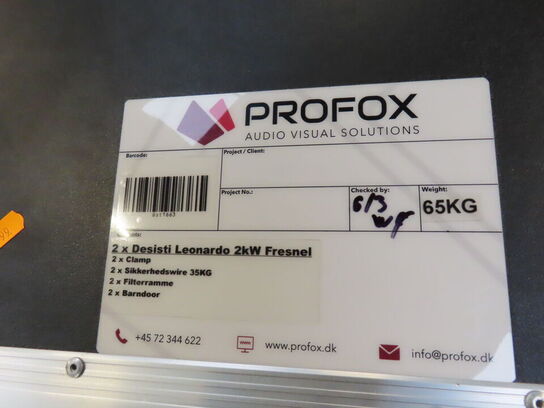 PROFOX
AUDIO VISUAL SOLUTIONS
Barcode:
Project / Client:
Project No.:
Checked by:
6/3
Weight:
65KG
2 x Desisti Leonardo 2kW Fresnel
2 x Clamp
2 x Sikkerhedswire 35KG
2 x Filterramme
2 x Barndoor
+45 72 344 622
www.profox.dk
info@profox.dk